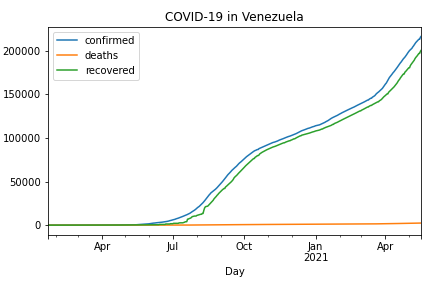 COVID-19 in Venezuela
confirmed
deaths
recovered
200000
150000
100000
50000
0
Apr Jul Oct Jan Apr
2021
Day